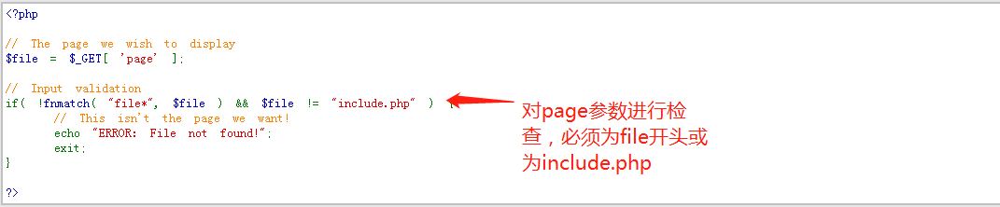 <?php
// The page we wish to display
$file = $_GET[ 'page' ];
// Input validation
if( !fnmatch( "file*", $file ) && $file != "include.php" ) {
// This isn't the page we want!
echo "ERROR: File not found!";
exit;
}
?>
对page参数进行检
查，必须为file开头或
为include.php